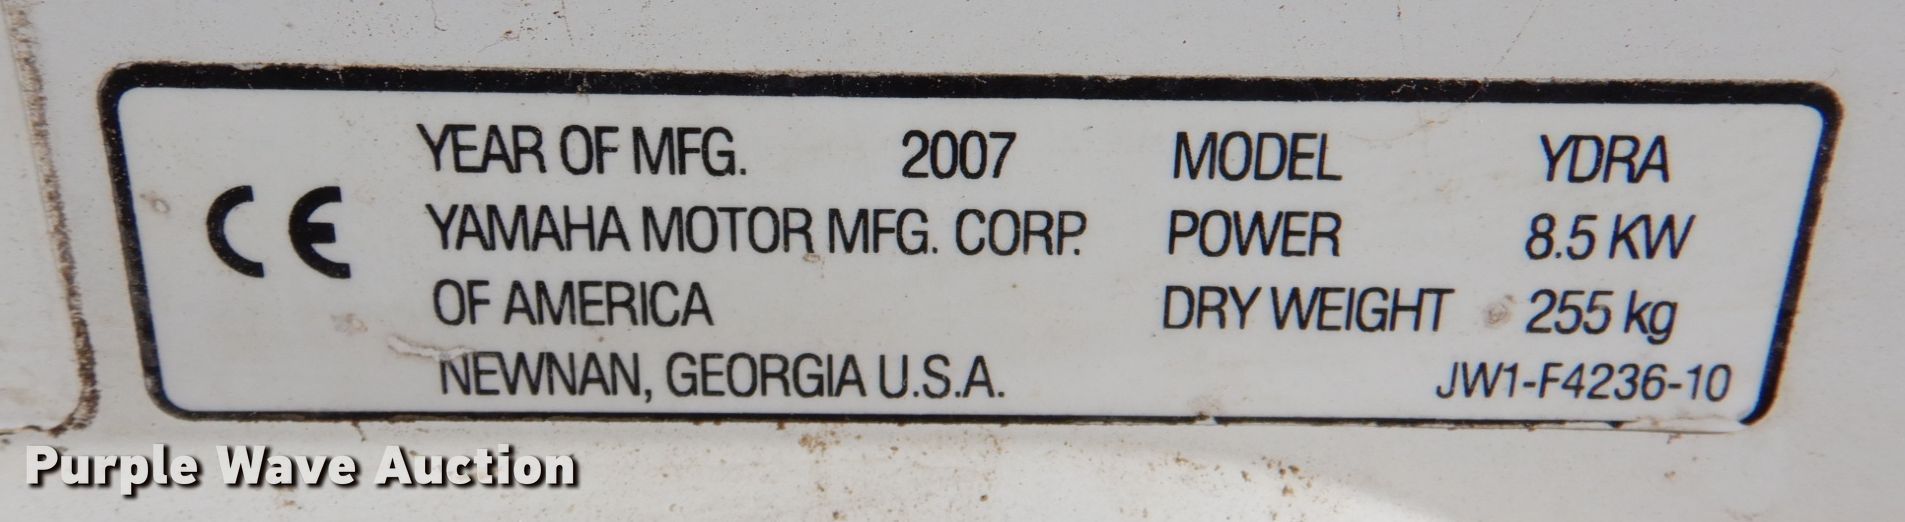 CE
YEAR OF MFG. 2007
YAMAHA MOTOR MFG. CORP.
OF AMERICA
NEWNAN, GEORGIA U.S.A.
MODEL YDRA
POWER 8.5 KW
DRY WEIGHT 255 kg
JW1-F4236-10
Purple Wave Auction